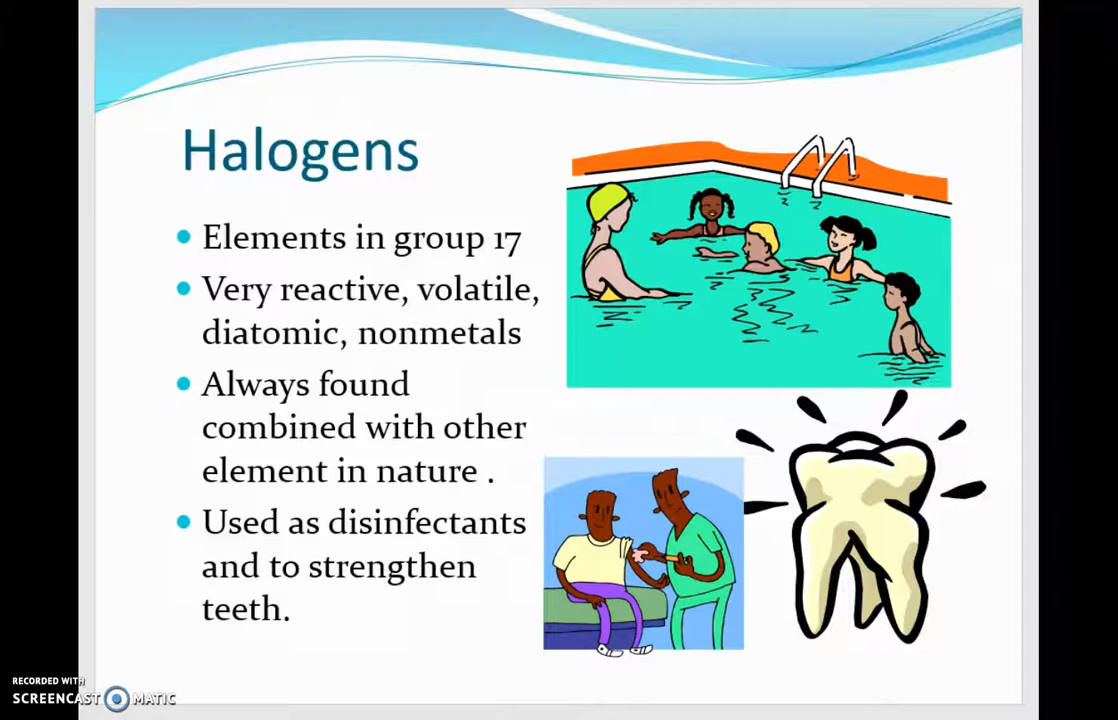 Halogens
Elements in group 17
Very reactive, volatile,
diatomic, nonmetals
Always found
combined with other
element in nature .
Used as disinfectants
and to strengthen
teeth.
RECORDED WITH
SCREENCAST MATIC